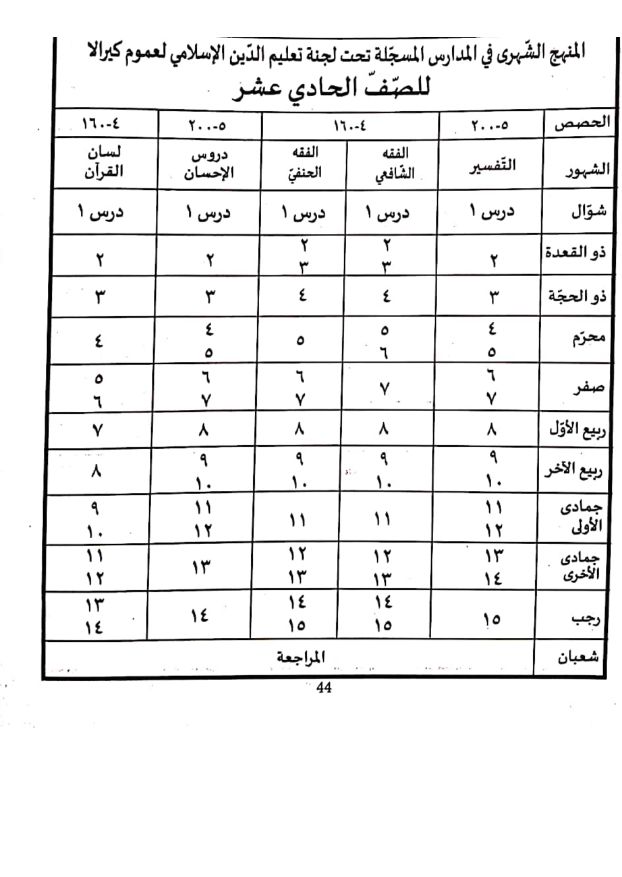 المنهج الشّهرى في المدارس المسجّلة تحت لجنة تعليم الدّين الإسلامي لعموم كيرالا
للصّفّ الحادي عشر
الحصص ٥-٢٠٠ ٤-١٦٠ ٥-٢٠٠ ٤-١٦٠
الشهور التّفسير الفقه الشّافعي الفقه الحنفيّ دروس الإحسان لسان القرآن
شوّال درس ١ درس ١ درس ١ درس ١ درس ١
ذو القعدة ٢ ٢ ٣ ٢ ٣ ٢ ٢
ذو الحجّة ٣ ٤ ٤ ٣ ٣
محرّم ٤ ٥ ٥ ٦ ٥ ٤ ٥ ٤
صفر ٦ ٧ ٧ ٦ ٧ ٦ ٧ ٥ ٦
ربيع الأوّل ٨ ٨ ٨ ٨ ٧
ربيع الآخر ٩ ١٠ ٩ ١٠ ٩ ١٠ ٩ ١٠ ٨
جمادى الأولى ١١ ١٢ ١١ ١١ ١١ ١٢ ٩ ١٠
جمادى الأخرى ١٣ ١٤ ١٢ ١٣ ١٢ ١٣ ١٣ ١١ ١٢
رجب ١٥ ١٤ ١٥ ١٤ ١٥ ١٤ ١٣ ١٤
شعبان المراجعة
44